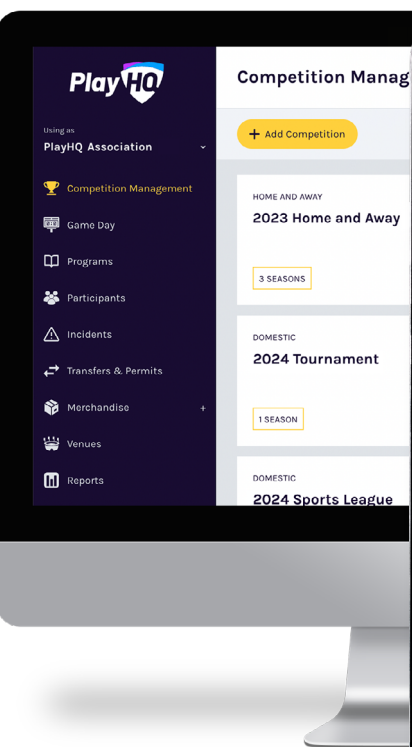 PlayHQ
Using as
PlayHQ Association
Competition Management
Game Day
Programs
Participants
Incidents
Transfers & Permits
Merchandise +
Venues
Reports
Competition Manag
+ Add Competition
HOME AND AWAY
2023 Home and Away
3 SEASONS
DOMESTIC
2024 Tournament
1 SEASON
DOMESTIC
2024 Sports League